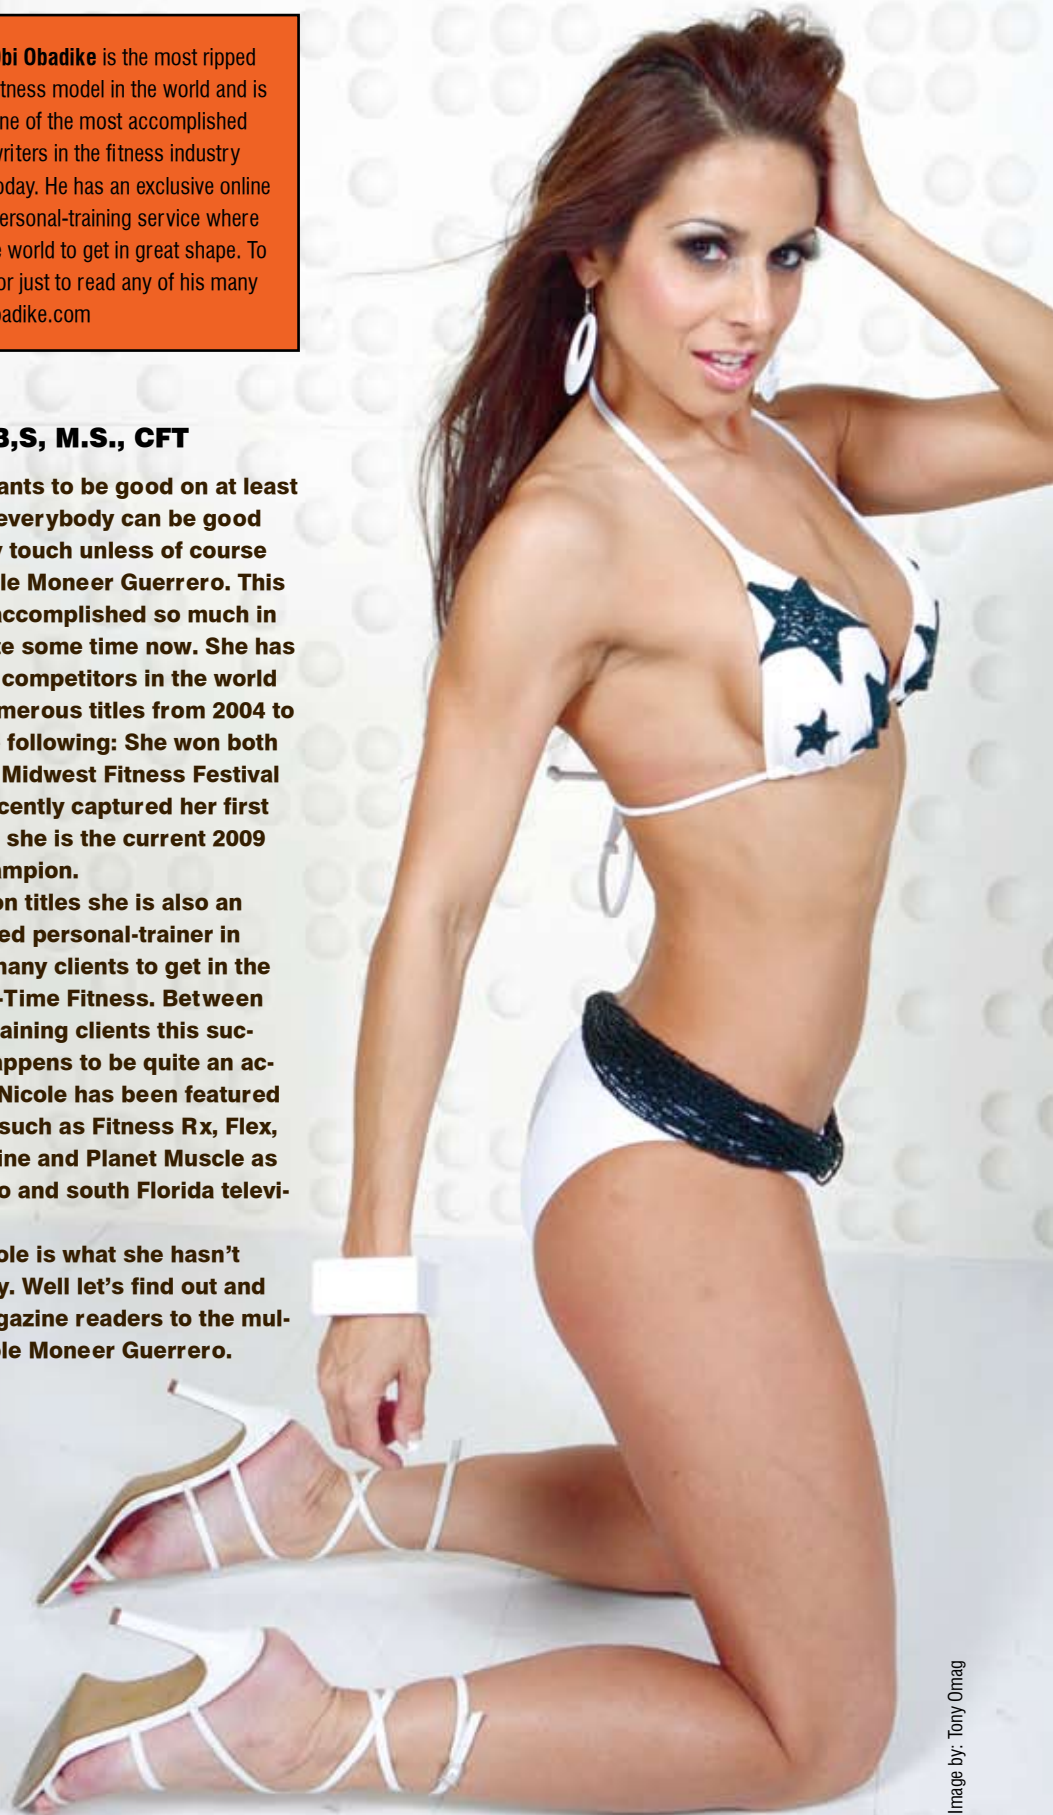 bi Obadike is the most ripped
tness model in the world and is
ne of the most accomplished
riters in the fitness industry
oday. He has an exclusive online
ersonal-training service where
e world to get in great shape. To
or just to read any of his many
adike.com
B,S, M.S., CFT
ants to be good on at least
everybody can be good
y touch unless of course
le Moneer Guerrero. This
accomplished so much in
te some time now. She has
competitors in the world
merous titles from 2004 to
following: She won both
Midwest Fitness Festival
cently captured her first
she is the current 2009
ampion.
on titles she is also an
ed personal-trainer in
many clients to get in the
-Time Fitness. Between
aining clients this suc-
appens to be quite an ac-
Nicole has been featured
such as Fitness Rx, Flex,
ine and Planet Muscle as
o and south Florida televi-
ole is what she hasn't
y. Well let's find out and
gazine readers to the mul-
le Moneer Guerrero.
Image by: Tony Omag